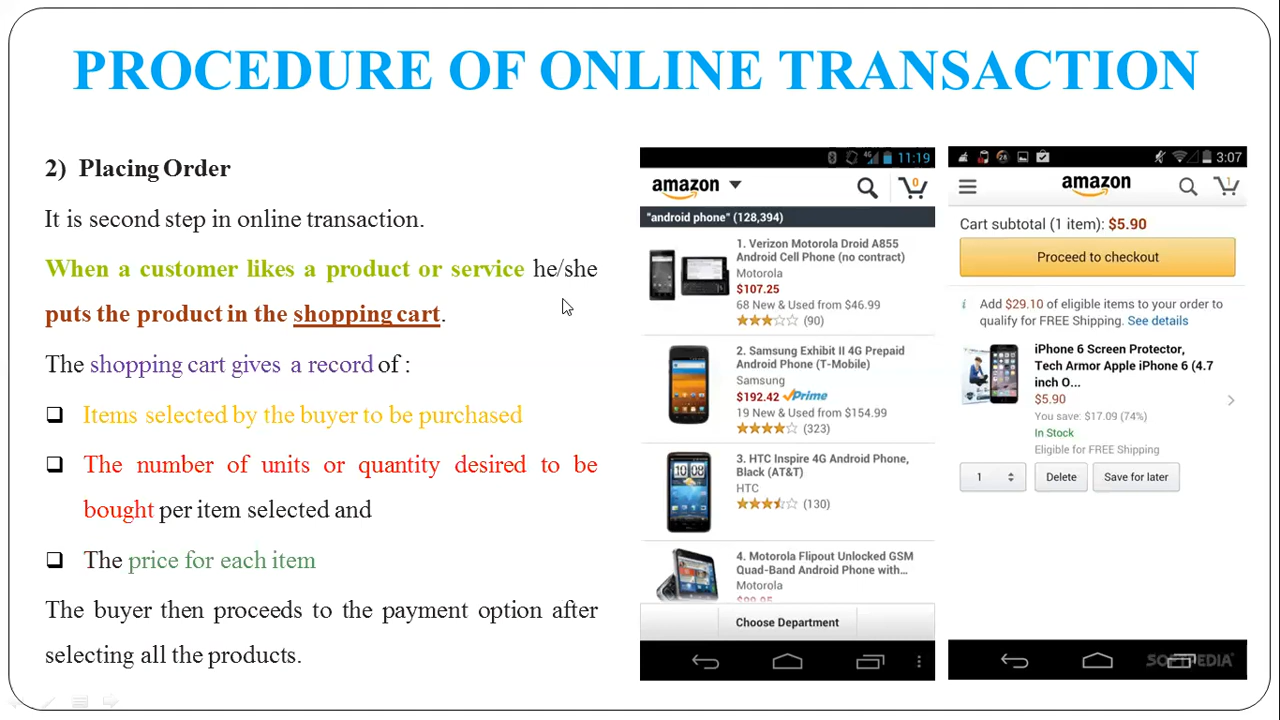 PROCEDURE OF ONLINE TRANSACTION
2) Placing Order
It is second step in online transaction.
When a customer likes a product or service he/she
puts the product in the shopping cart.
The shopping cart gives a record of :
Items selected by the buyer to be purchased
The number of units or quantity desired to be
bought per item selected and
The price for each item
The buyer then proceeds to the payment option after
selecting all the products.
4G 11:19
amazon 0
"android phone" (128,394)
1. Verizon Motorola Droid A855
Android Cell Phone (no contract)
Motorola
$107.25
68 New & Used from $46.99
(90)
2. Samsung Exhibit II 4G Prepaid
Android Phone (T-Mobile)
Samsung
$192.42 Prime
19 New & Used from $154.99
(323)
3. HTC Inspire 4G Android Phone,
Black (AT&T)
HTC
(130)
4. Motorola Flipout Unlocked GSM
Quad-Band Android Phone with...
Motorola
$99.95
Choose Department
3:07
amazon 1
Cart subtotal (1 item): $5.90
Proceed to checkout
Add $29.10 of eligible items to your order to
qualify for FREE Shipping. See details
iPhone 6 Screen Protector,
Tech Armor Apple iPhone 6 (4.7
inch O...
$5.90
You save: $17.09 (74%)
In Stock
Eligible for FREE Shipping
1 Delete Save for later
SOFTPEDIA